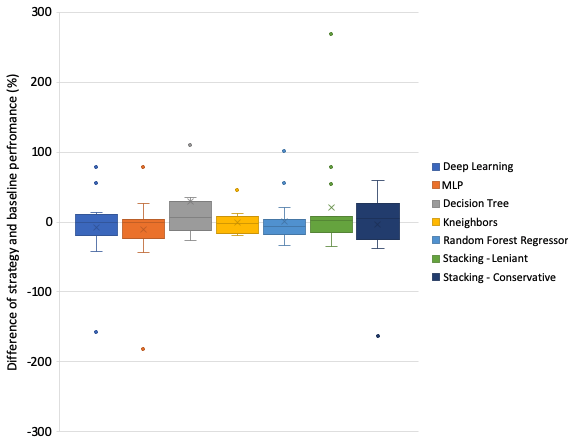 Difference of strategy and baseline perfromance (%)
300
200
100
0
-100
-200
-300
Deep Learning
MLP
Decision Tree
Kneighbors
Random Forest Regressor
Stacking - Leniant
Stacking - Conservative